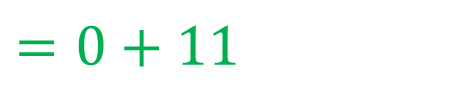 = 0 + 11